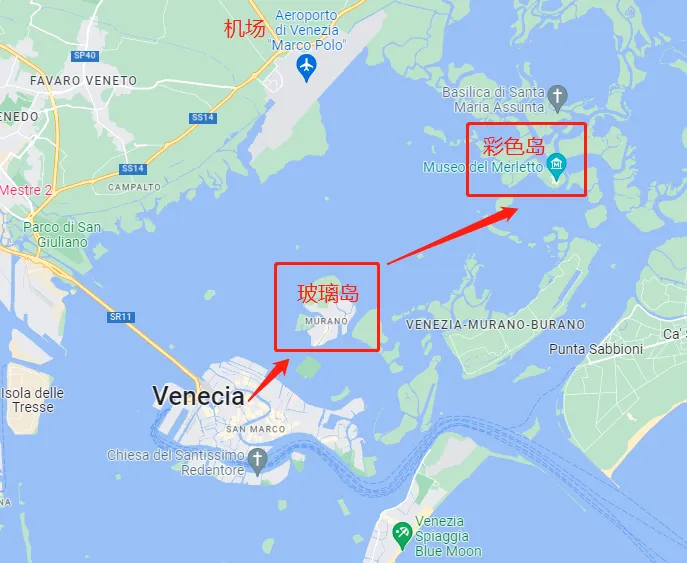 机场
Aeroporto
di Venezia
"Marco Polo"
SP40
FAVARO VENETO
SS14
Basilica di Santa
Maria Assunta
彩色岛
Museo del Merletto
SS14
CAMPALTO
Mestre 2
Parco di San
Giuliano
玻璃岛
MURANO
SR11
VENEZIA-MURANO-BURANO
Punta Sabbioni
Ca' S
Isola delle
Tresse
Venecia
SAN MARCO
Chiesa del Santissimo
Redentore
Venezia
Spiaggia
Blue Moon
ENEDO
NA